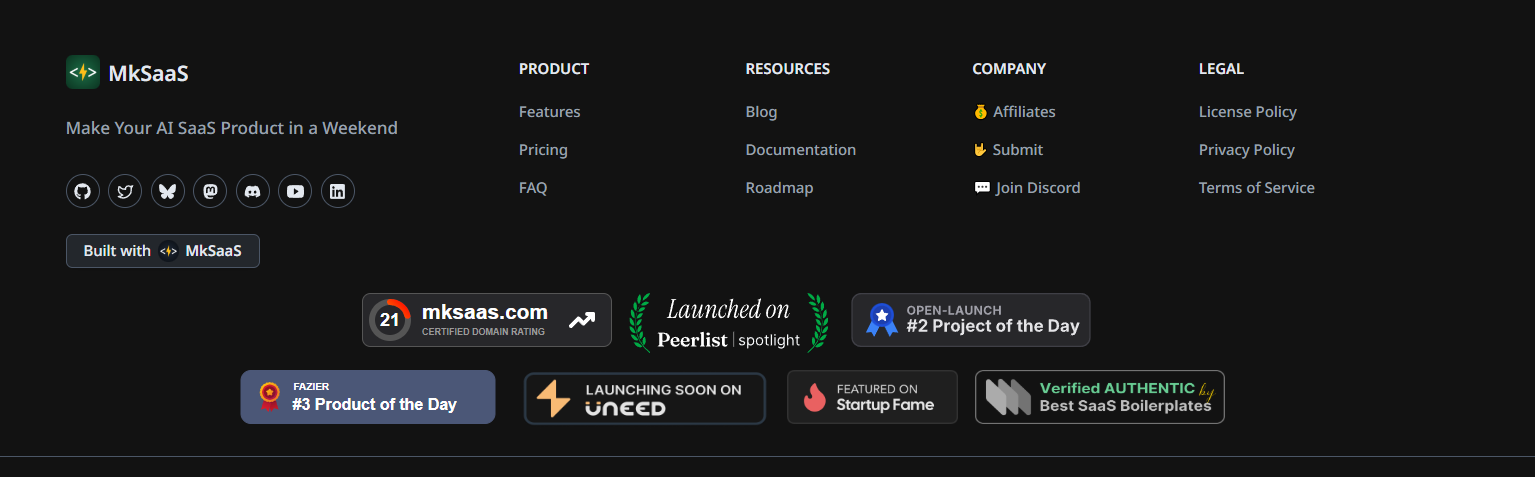 MkSaaS
Make Your AI SaaS Product in a Weekend
Built with MkSaaS
PRODUCT
Features
Pricing
FAQ
RESOURCES
Blog
Documentation
Roadmap
COMPANY
Affiliates
Submit
Join Discord
LEGAL
License Policy
Privacy Policy
Terms of Service
21
mksaas.com
CERTIFIED DOMAIN RATING
Launched on
Peerlist | spotlight
OPEN-LAUNCH
#2 Project of the Day
FAZIER
#3 Product of the Day
LAUNCHING SOON ON
UNEED
FEATURED ON
Startup Fame
Verified AUTHENTIC by
Best SaaS Boilerplates